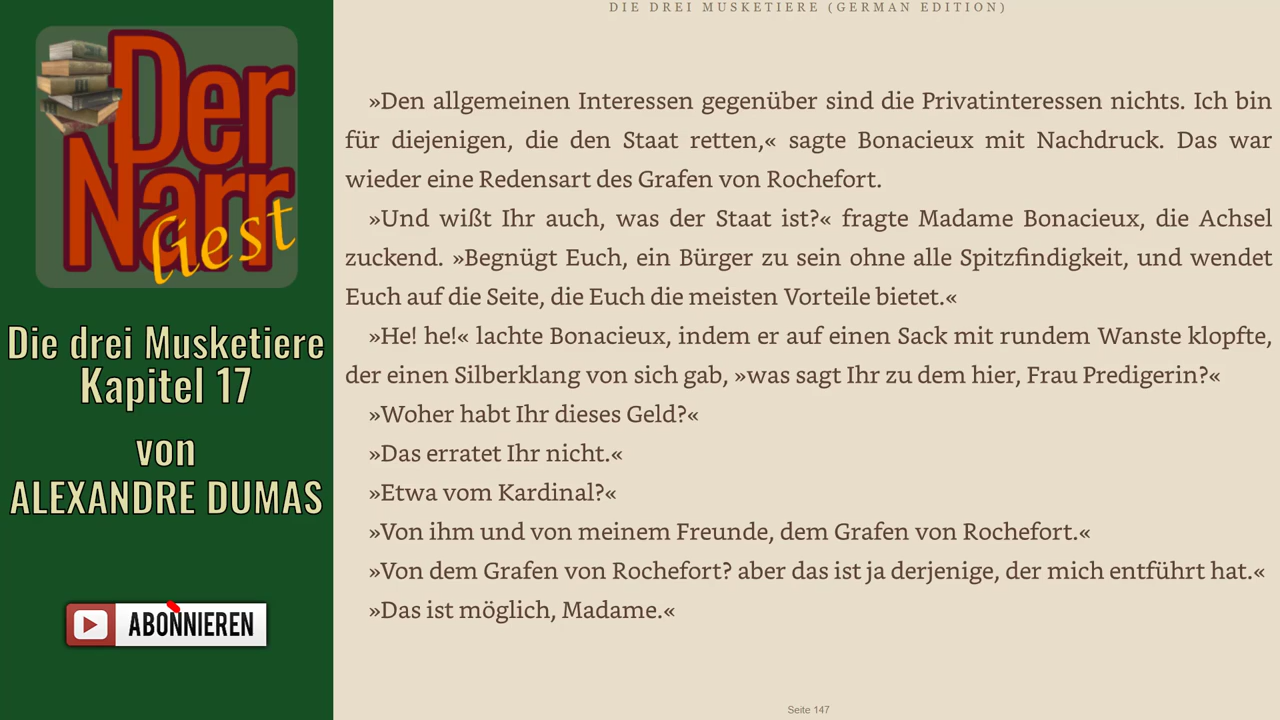 Der
Narr
liest
Die drei Musketiere
Kapitel 17
von
ALEXANDRE DUMAS
ABONNIEREN
DIE DREI MUSKETIERE (GERMAN EDITION)
»Den allgemeinen Interessen gegenüber sind die Privatinteressen nichts. Ich bin
für diejenigen, die den Staat retten,« sagte Bonacieux mit Nachdruck. Das war
wieder eine Redensart des Grafen von Rochefort.
»Und wißt Ihr auch, was der Staat ist?« fragte Madame Bonacieux, die Achsel
zuckend. »Begnügt Euch, ein Bürger zu sein ohne alle Spitzfindigkeit, und wendet
Euch auf die Seite, die Euch die meisten Vorteile bietet.«
»He! he!« lachte Bonacieux, indem er auf einen Sack mit rundem Wanste klopfte,
der einen Silberklang von sich gab, »was sagt Ihr zu dem hier, Frau Predigerin?«
»Woher habt Ihr dieses Geld?«
»Das erratet Ihr nicht.«
»Etwa vom Kardinal?«
»Von ihm und von meinem Freunde, dem Grafen von Rochefort.«
»Von dem Grafen von Rochefort? aber das ist ja derjenige, der mich entführt hat.«
»Das ist möglich, Madame.«
Seite 147